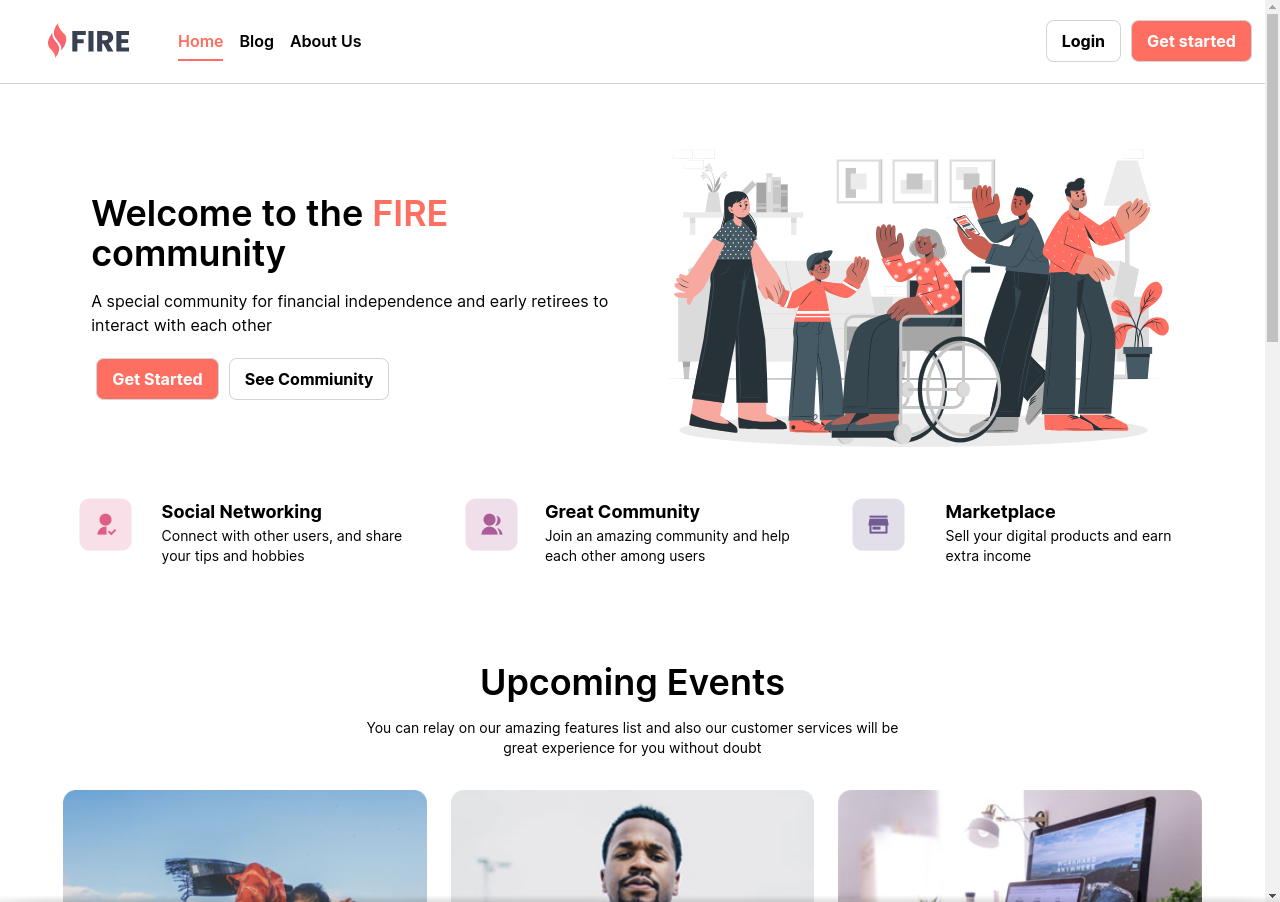 FIRE
Home Blog About Us
Login Get started
Welcome to the FIRE
community
A special community for financial independence and early retirees to
interact with each other
Get Started See Commiunity
Social Networking
Connect with other users, and share
your tips and hobbies
Great Community
Join an amazing community and help
each other among users
Marketplace
Sell your digital products and earn
extra income
Upcoming Events
You can relay on our amazing features list and also our customer services will be
great experience for you without doubt
WORKHARD
ANYWHERE